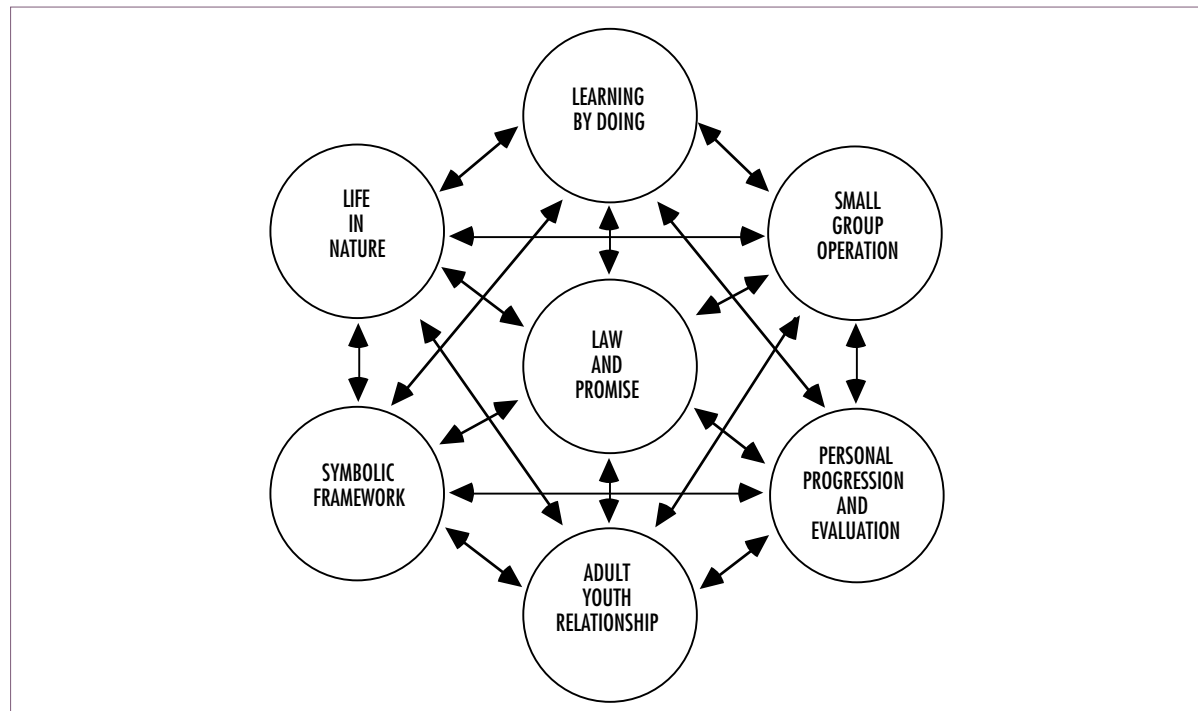 LEARNING
BY DOING
LIFE
IN
NATURE
SMALL
GROUP
OPERATION
LAW
AND
PROMISE
SYMBOLIC
FRAMEWORK
PERSONAL
PROGRESSION
AND
EVALUATION
ADULT
YOUTH
RELATIONSHIP